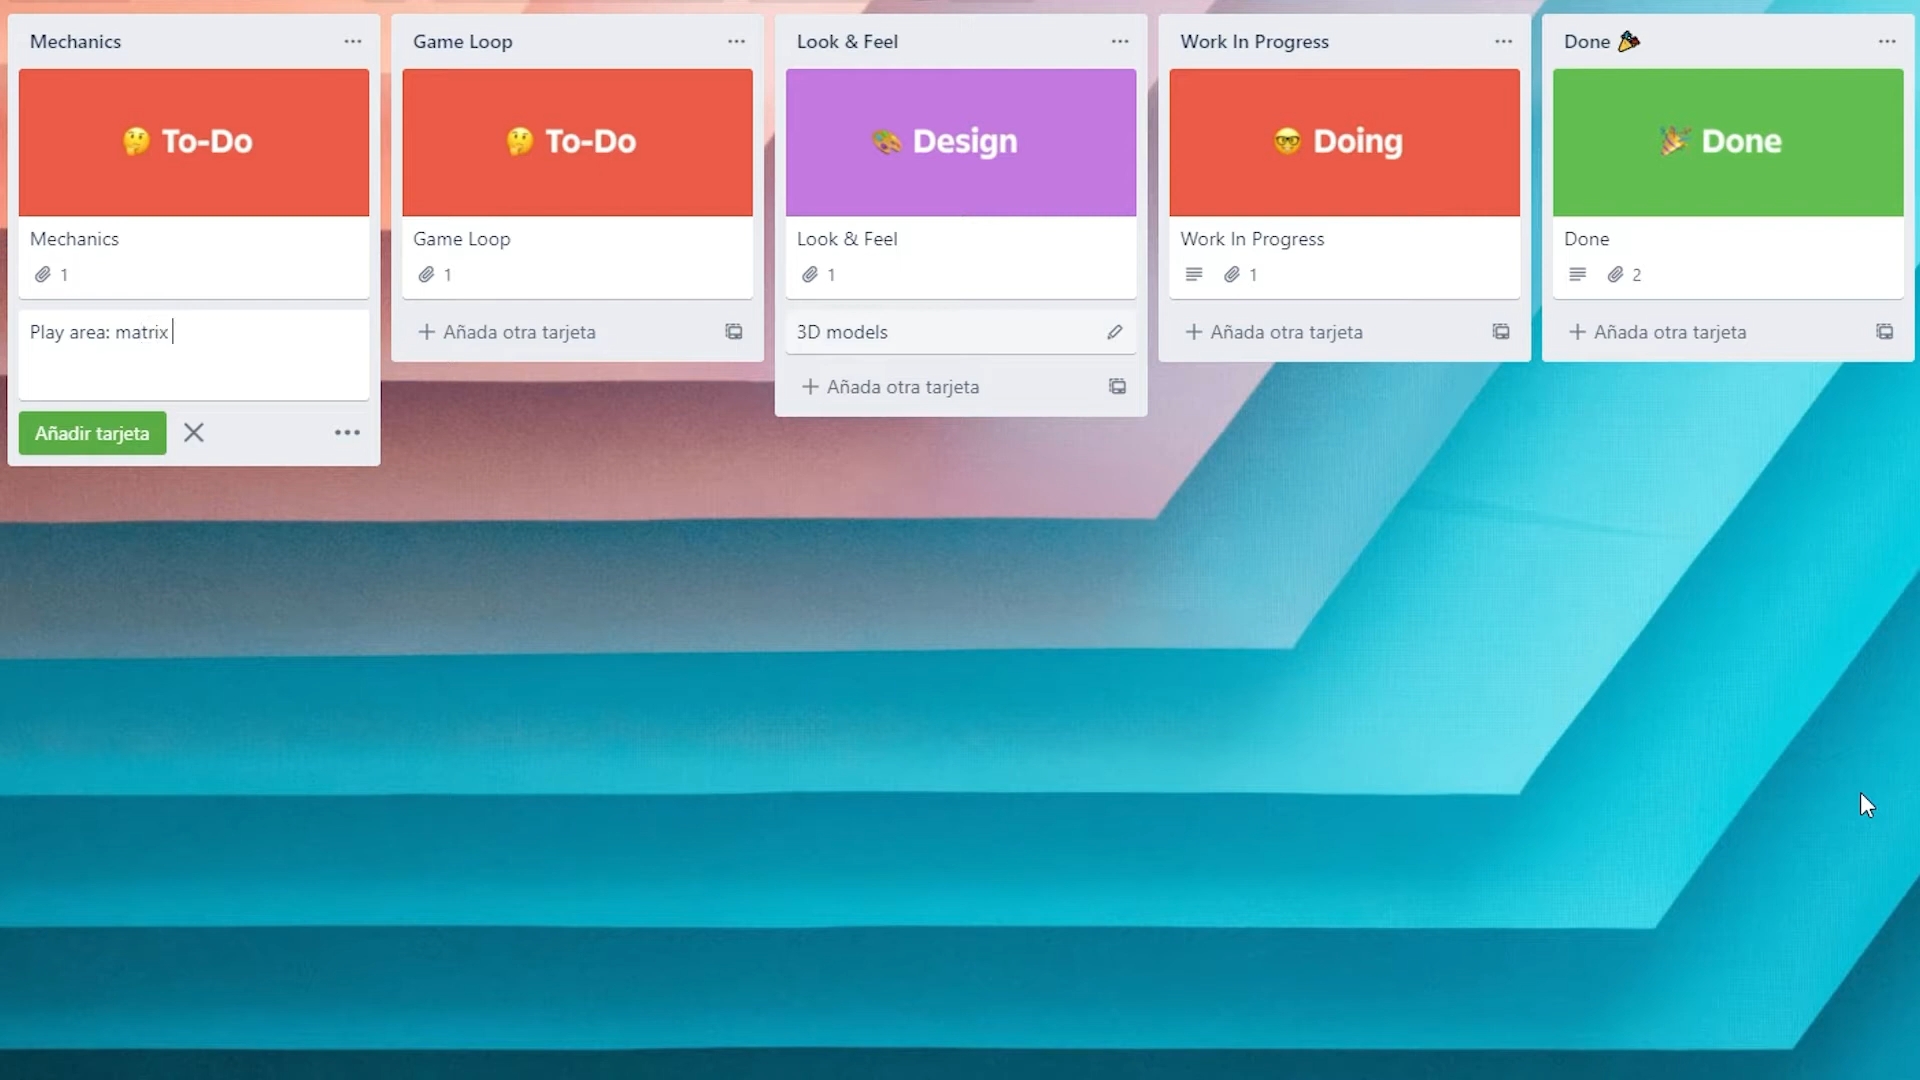 Mechanics
To-Do
Mechanics
1
Play area: matrix
Añadir tarjeta
Game Loop
To-Do
Game Loop
1
Añada otra tarjeta
Look & Feel
Design
Look & Feel
1
3D models
Añada otra tarjeta
Work In Progress
Doing
Work In Progress
1
Añada otra tarjeta
Done
Done
Done
2
Añada otra tarjeta